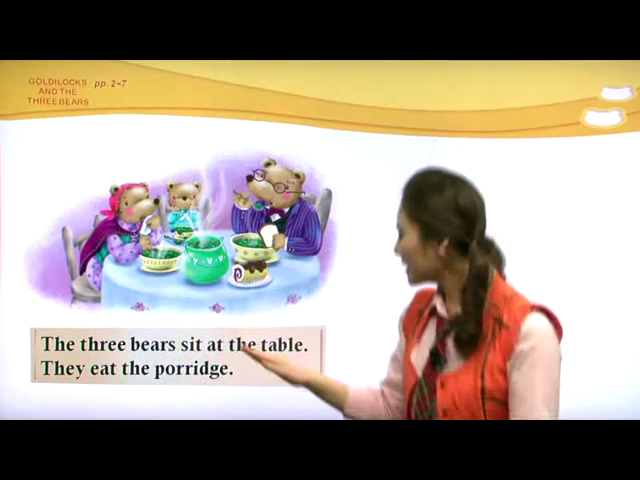 GOLDILOCKS
AND THE
THREE BEARS
pp. 2~7
The three bears sit at the table.
They eat the porridge.